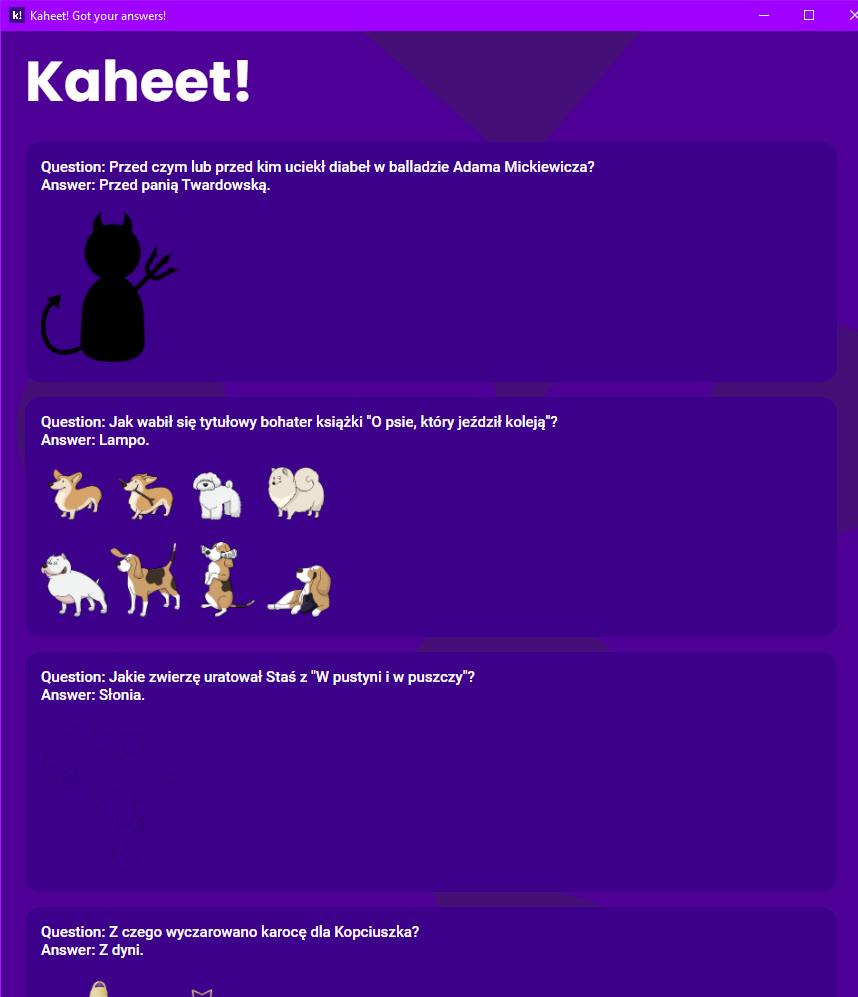 k! Kaheet! Got your answers!
Kaheet!
Question: Przed czym lub przed kim uciekł diabeł w balladzie Adama Mickiewicza?
Answer: Przed panią Twardowską.
Question: Jak wabił się tytułowy bohater książki "O psie, który jeździł koleją"?
Answer: Lampo.
Question: Jakie zwierzę uratował Staś z "W pustyni i w puszczy"?
Answer: Słonia.
Question: Z czego wyczarowano karocę dla Kopciuszka?
Answer: Z dyni.